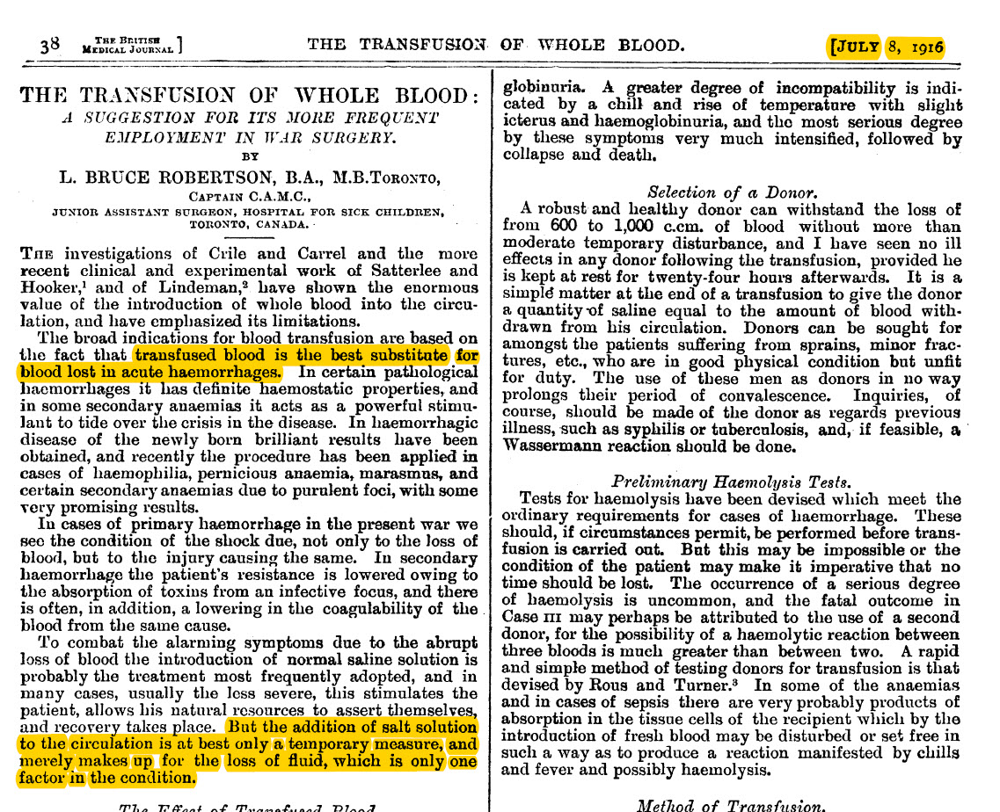 38 THE BRITISH
MEDICAL JOURNAL ]
THE TRANSFUSION OF WHOLE BLOOD.
[JULY 8, 1916
THE TRANSFUSION OF WHOLE BLOOD:
A SUGGESTION FOR ITS MORE FREQUENT
EMPLOYMENT IN WAR SURGERY.
BY
L. BRUCE ROBERTSON, B.A., M.B.TORONTO,
CAPTAIN C.A.M.C.,
JUNIOR ASSISTANT SURGEON, HOSPITAL FOR SICK CHILDREN,
TORONTO, CANADA.
THE investigations of Crile and Carrel and the more
recent clinical and experimental work of Satterlee and
Hooker,¹ and of Lindeman,² have shown the enormous
value of the introduction of whole blood into the circu-
lation, and have emphasized its limitations.
The broad indications for blood transfusion are based on
the fact that transfused blood is the best substitute for
blood lost in acute haemorrhages. In certain pathological
haemorrhages it has definite haemostatic properties, and
in some secondary anaemias it acts as a powerful stimu-
lant to tide over the crisis in the disease. In haemorrhagic
disease of the newly born brilliant results have been
obtained, and recently the procedure has been applied in
cases of haemophilia, pernicious anaemia, marasmus, and
certain secondary anaemias due to purulent foci, with some
very promising results.
In cases of primary haemorrhage in the present war we
see the condition of the shock due, not only to the loss of
blood, but to the injury causing the same. In secondary
haemorrhage the patient's resistance is lowered owing to
the absorption of toxins from an infective focus, and there
is often, in addition, a lowering in the coagulability of the
blood from the same cause.
To combat the alarming symptoms due to the abrupt
loss of blood the introduction of normal saline solution is
probably the treatment most frequently adopted, and in
many cases, usually the less severe, this stimulates the
patient, allows his natural resources to assert themselves,
and recovery takes place. But the addition of salt solution
to the circulation is at best only a temporary measure, and
merely makes up for the loss of fluid, which is only one
factor in the condition.
The Effect of Transfused Blood.
globinuria. A greater degree of incompatibility is indi-
cated by a chill and rise of temperature with slight
icterus and haemoglobinuria, and the most serious degree
by these symptoms very much intensified, followed by
collapse and death.
Selection of a Donor.
A robust and healthy donor can withstand the loss of
from 600 to 1,000 c.cm. of blood without more than
moderate temporary disturbance, and I have seen no ill
effects in any donor following the transfusion, provided he
is kept at rest for twenty-four hours afterwards. It is a
simple matter at the end of a transfusion to give the donor
a quantity of saline equal to the amount of blood with-
drawn from his circulation. Donors can be sought for
amongst the patients suffering from sprains, minor frac-
tures, etc., who are in good physical condition but unfit
for duty. The use of these men as donors in no way
prolongs their period of convalescence. Inquiries, of
course, should be made of the donor as regards previous
illness, such as syphilis or tuberculosis, and, if feasible, a
Wassermann reaction should be done.
Preliminary Haemolysis Tests.
Tests for haemolysis have been devised which meet the
ordinary requirements for cases of haemorrhage. These
should, if circumstances permit, be performed before trans-
fusion is carried out. But this may be impossible or the
condition of the patient may make it imperative that no
time should be lost. The occurrence of a serious degree
of haemolysis is uncommon, and the fatal outcome in
Case III may perhaps be attributed to the use of a second
donor, for the possibility of a haemolytic reaction between
three bloods is much greater than between two. A rapid
and simple method of testing donors for transfusion is that
devised by Rous and Turner.³ In some of the anaemias
and in cases of sepsis there are very probably products of
absorption in the tissue cells of the recipient which by the
introduction of fresh blood may be disturbed or set free in
such a way as to produce a reaction manifested by chills
and fever and possibly haemolysis.
Method of Transfusion.